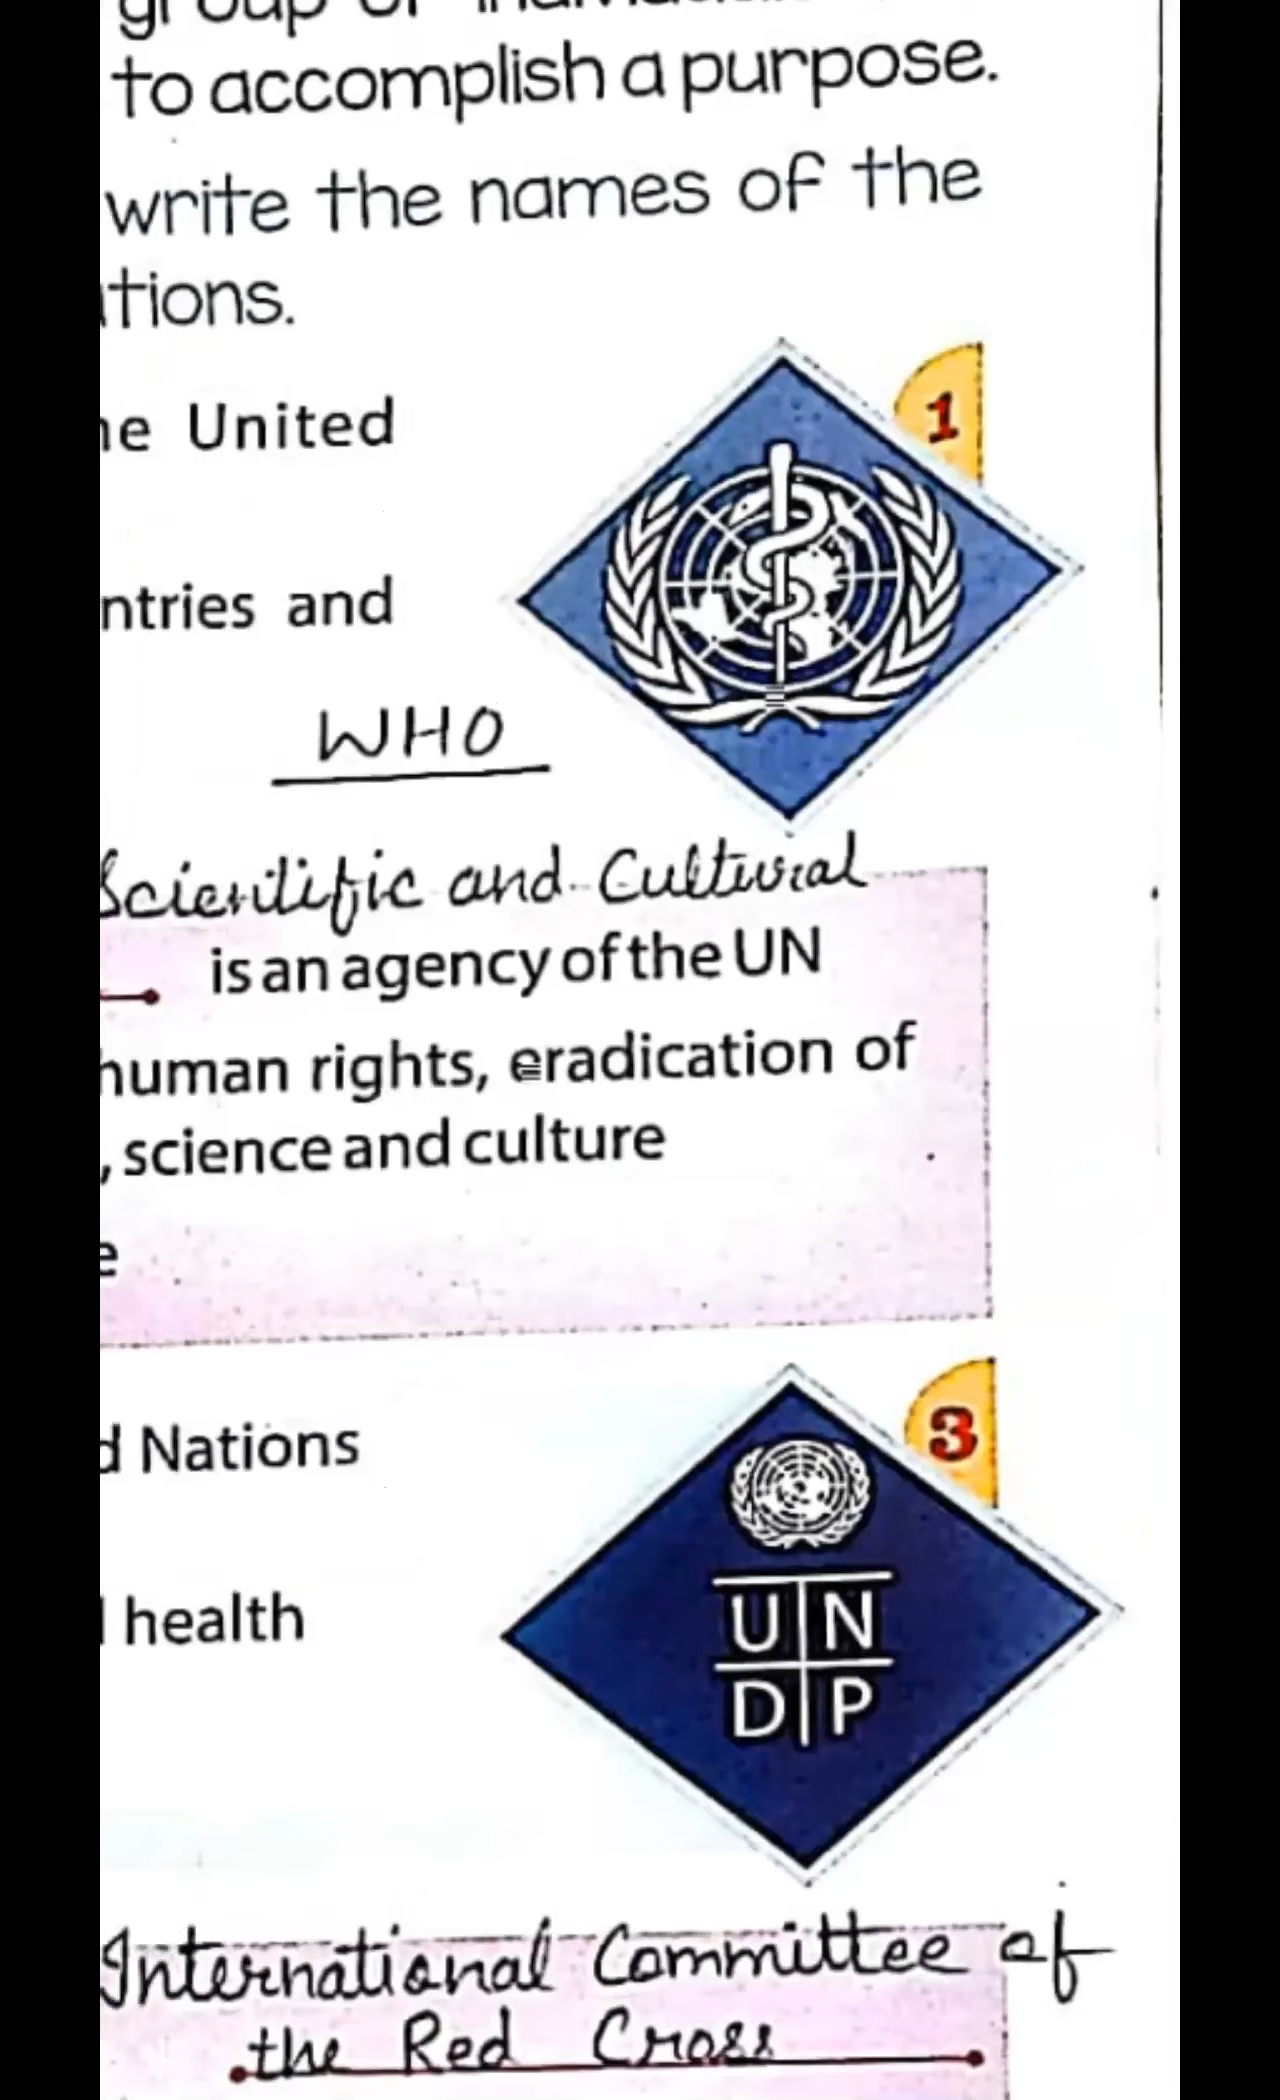 to accomplish a purpose.
write the names of the
tions.
1
United
ntries and
WHO
Scientific and Cultural
is an agency of the UN
human rights, eradication of
, science and culture
e
3
d Nations
U N
D P
health
International Committee of
the Red Cross